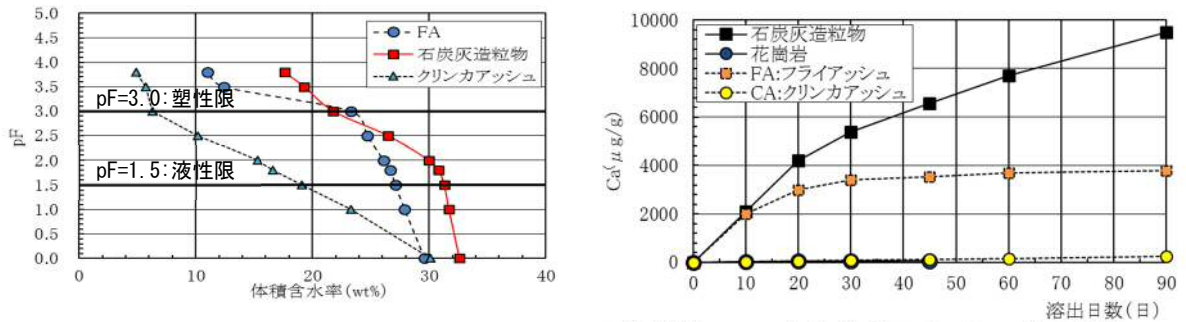 5.0
4.5
4.0
3.5
3.0
2.5
2.0
1.5
1.0
0.5
0.0
pF
FA
石炭灰造粒物
クリンカアッシュ
pF=3.0:塑性限
pF=1.5:液性限
0
10
20
30
40
体積含水率(wt%)
10000
8000
6000
4000
2000
0
Ca(μg/g)
石炭灰造粒物
花崗岩
FA:フライアッシュ
CA:クリンカアッシュ
0
10
20
30
40
50
60
70
80
90
溶出日数(日)